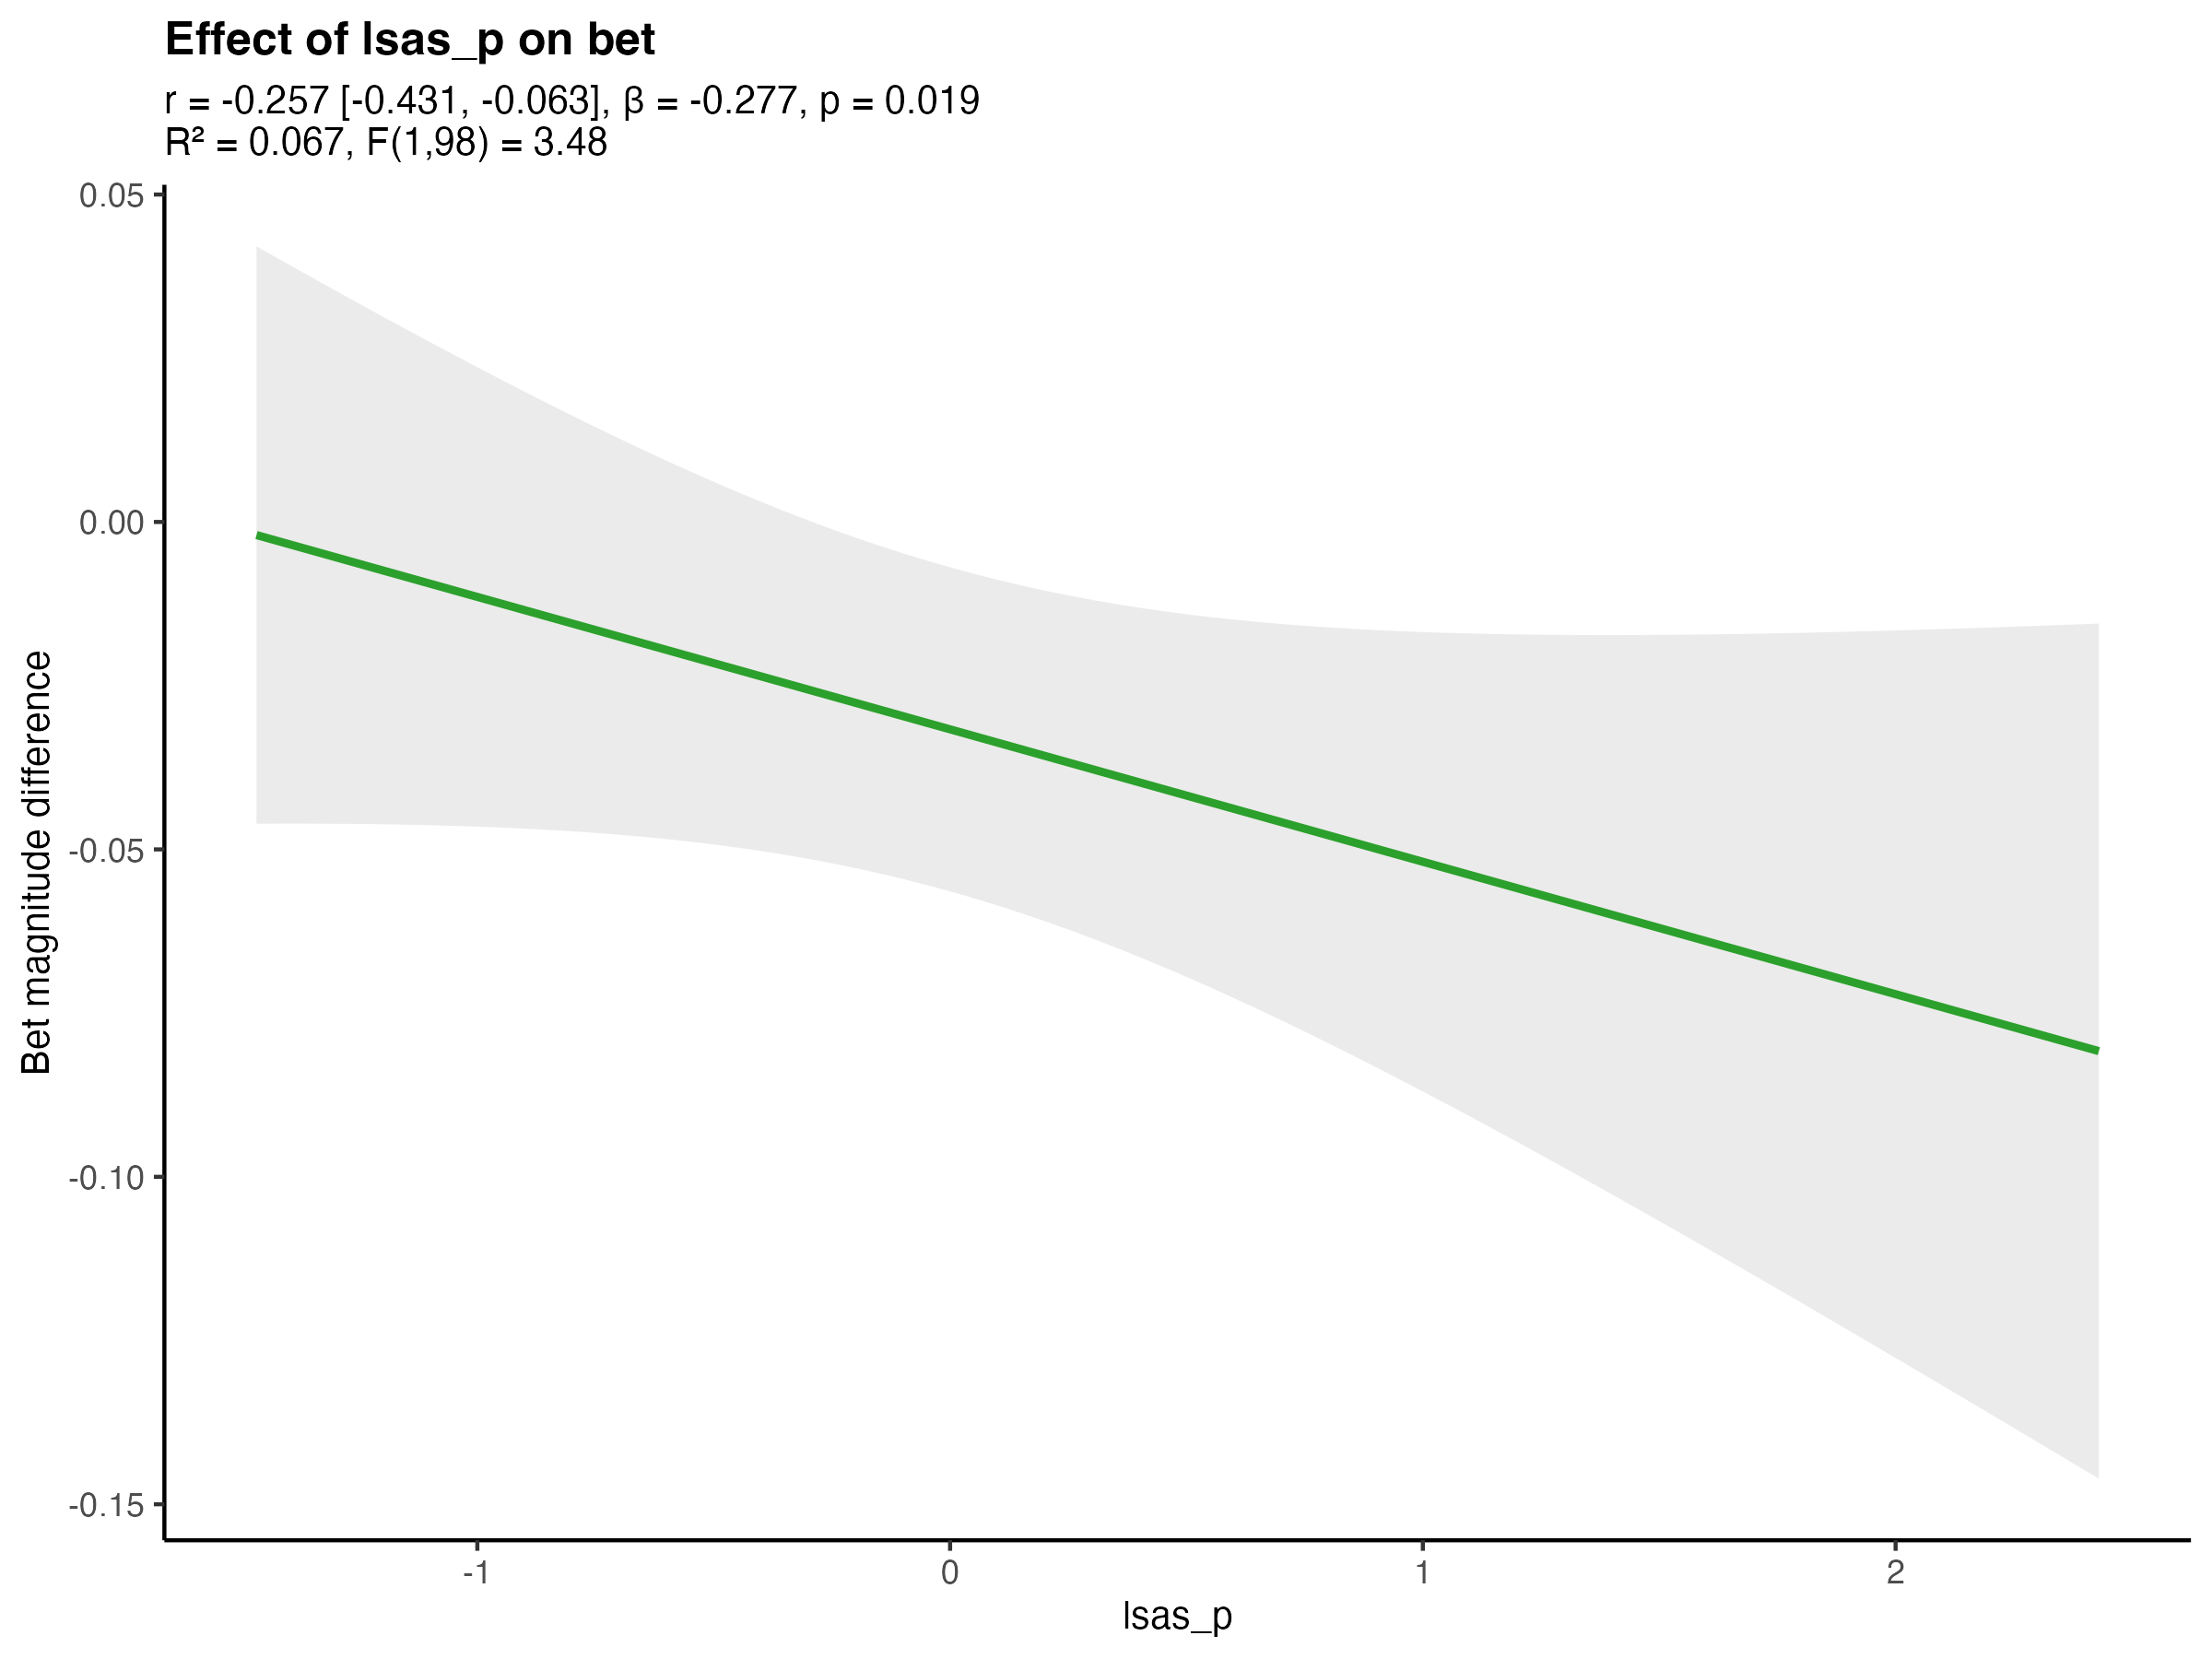 Effect of lsas_p on bet
r = -0.257 [-0.431, -0.063], β = -0.277, p = 0.019
R² = 0.067, F(1,98) = 3.48
0.05
0.00
-0.05
-0.10
-0.15
Bet magnitude difference
-1
0
1
2
lsas_p